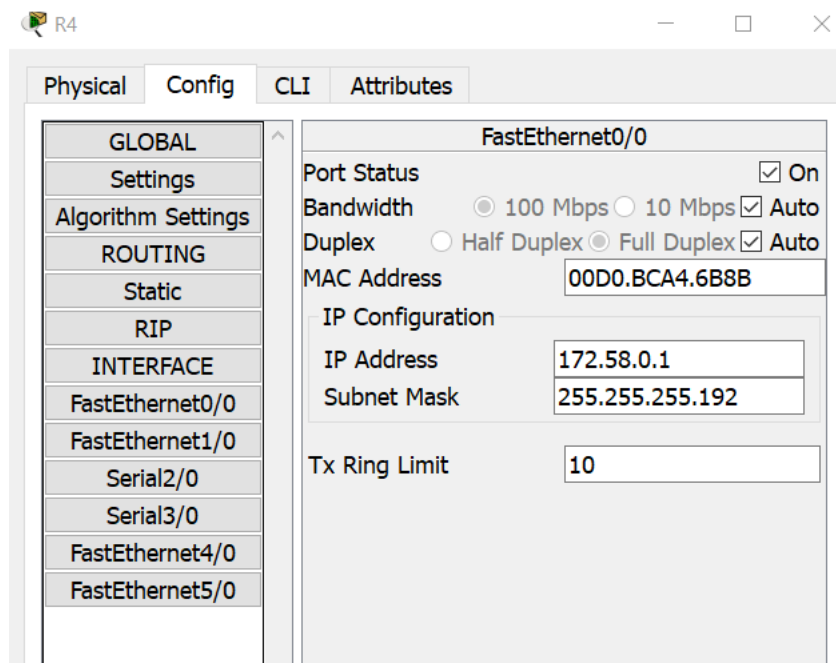 R4
Physical Config CLI Attributes
GLOBAL
Settings
Algorithm Settings
ROUTING
Static
RIP
INTERFACE
FastEthernet0/0
FastEthernet1/0
Serial2/0
Serial3/0
FastEthernet4/0
FastEthernet5/0
FastEthernet0/0
Port Status On
Bandwidth 100 Mbps 10 Mbps Auto
Duplex Half Duplex Full Duplex Auto
MAC Address 00D0.BCA4.6B8B
IP Configuration
IP Address 172.58.0.1
Subnet Mask 255.255.255.192
Tx Ring Limit 10